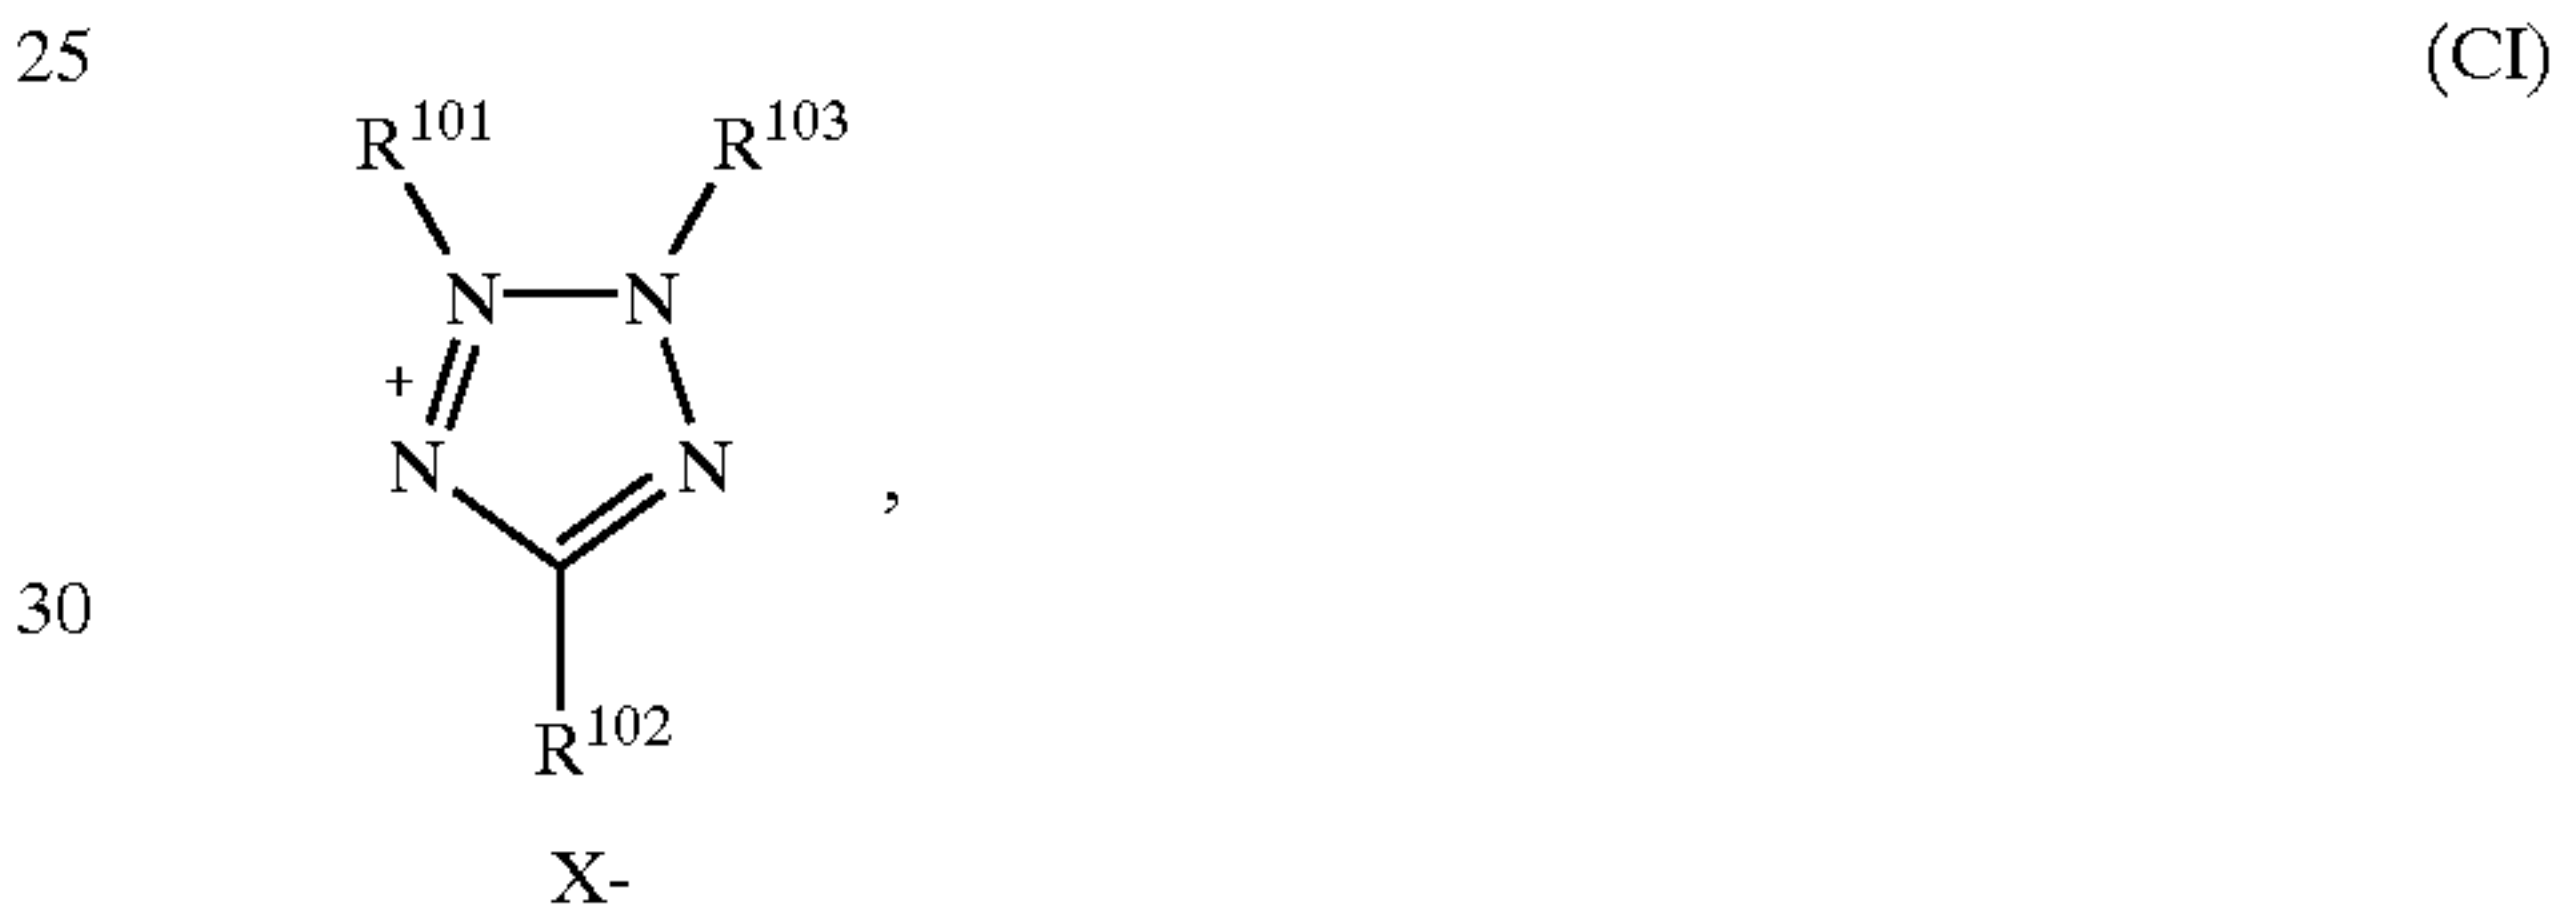 25 (CI)
R101 R103
N N
+
N N ,
30
R102
X-